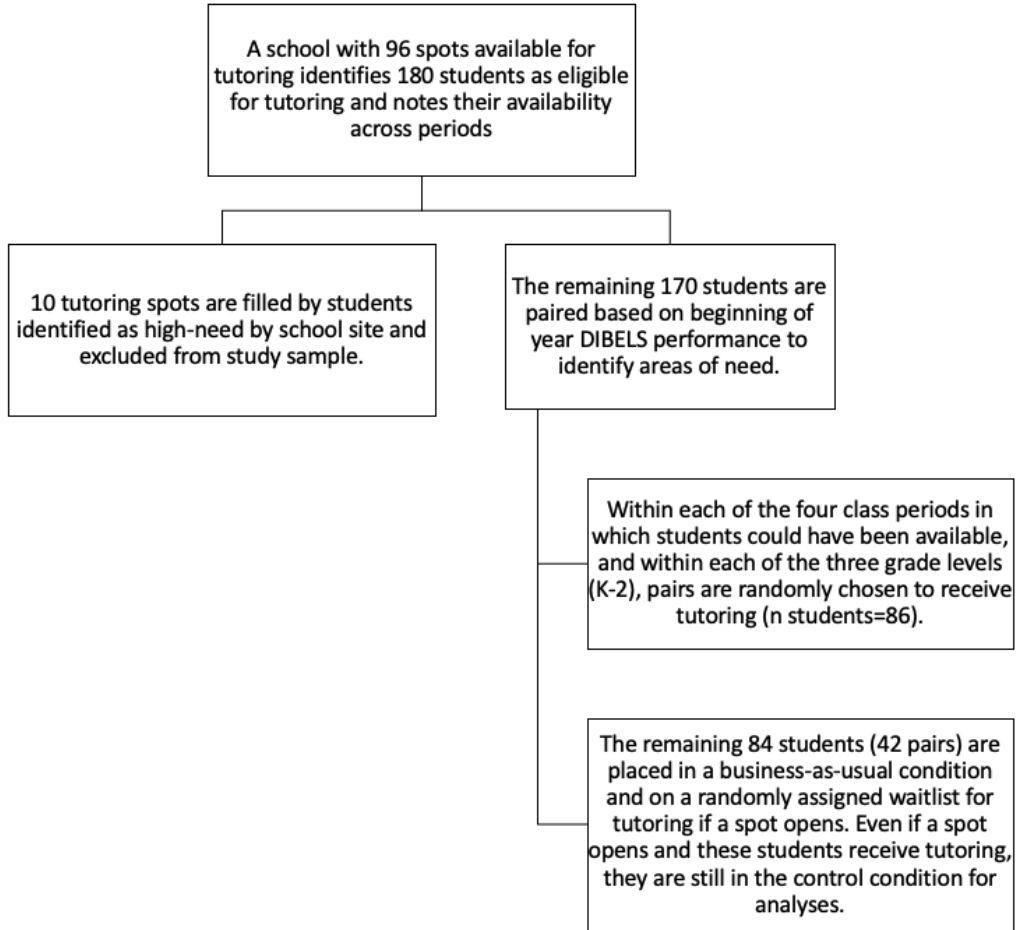 A school with 96 spots available for
tutoring identifies 180 students as eligible
for tutoring and notes their availability
across periods
10 tutoring spots are filled by students
identified as high-need by school site and
excluded from study sample.
The remaining 170 students are
paired based on beginning of
year DIBELS performance to
identify areas of need.
Within each of the four class periods in
which students could have been available,
and within each of the three grade levels
(K-2), pairs are randomly chosen to receive
tutoring (n students=86).
The remaining 84 students (42 pairs) are
placed in a business-as-usual condition
and on a randomly assigned waitlist for
tutoring if a spot opens. Even if a spot
opens and these students receive tutoring,
they are still in the control condition for
analyses.